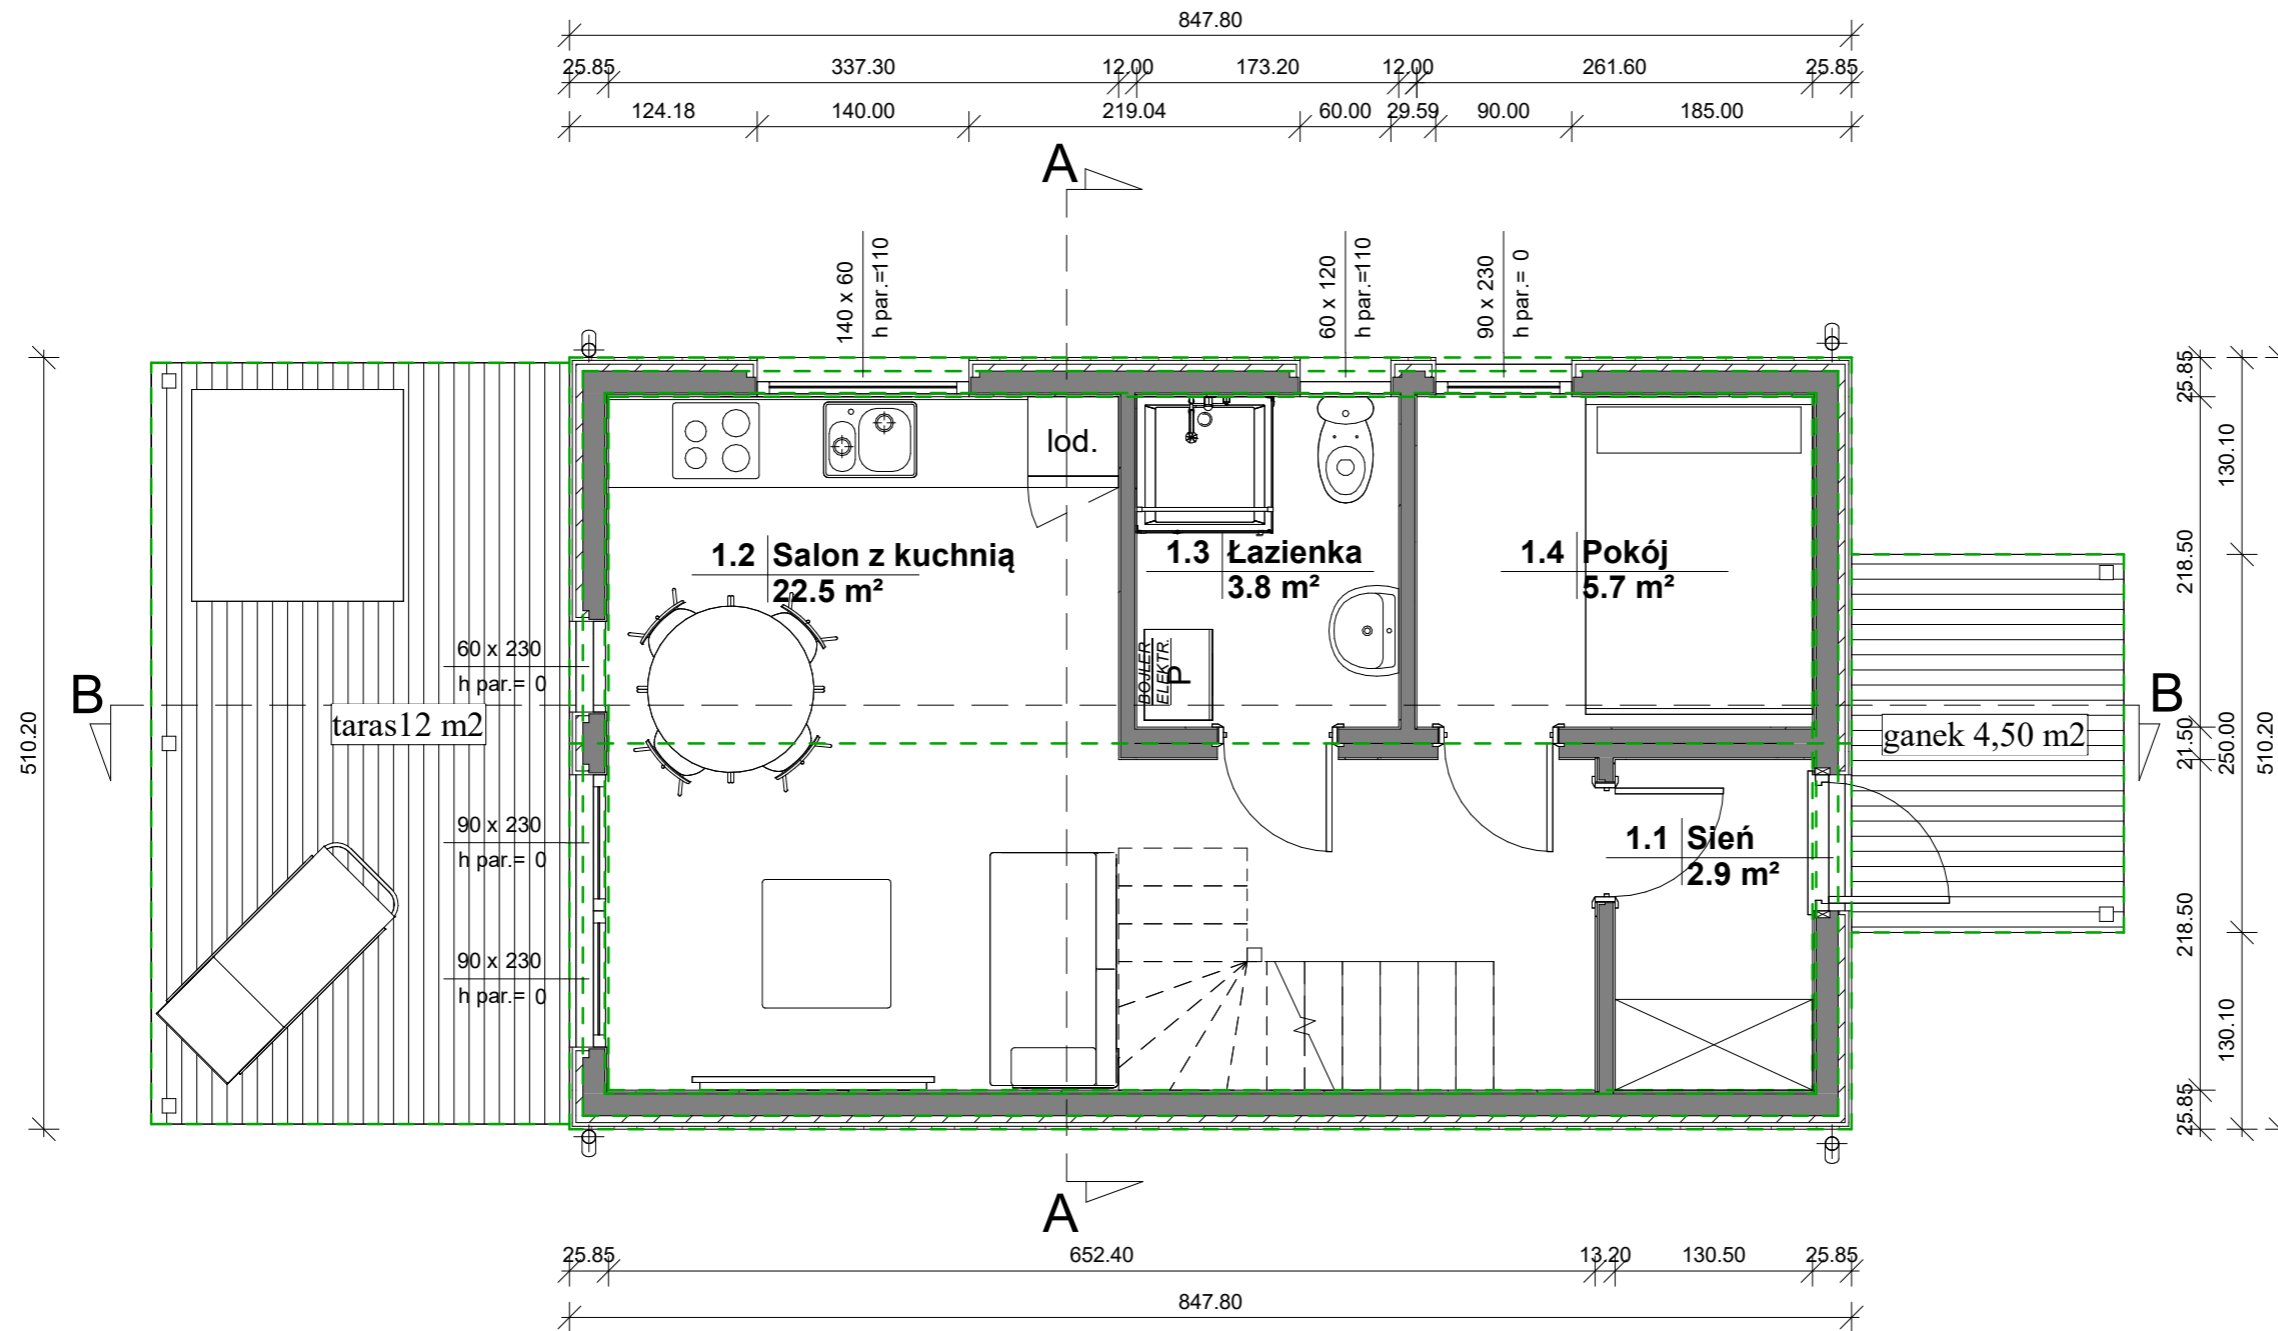 847.80
25.85 337.30 12.00 173.20 12.00 261.60 25.85
124.18 140.00 219.04 60.00 29.59 90.00 185.00
A
140 x 60
h par.=110
60 x 120
h par.=110
90 x 230
h par.= 0
lod.
1.2 Salon z kuchnią
22.5 m²
1.3 Łazienka
3.8 m²
1.4 Pokój
5.7 m²
BOJLER
ELEKTR.
P
60 x 230
h par.= 0
B
taras12 m2
B
ganek 4,50 m2
90 x 230
h par.= 0
1.1 Sień
2.9 m²
90 x 230
h par.= 0
510.20
25.85
218.50
21.50
218.50
25.85
130.10
250.00
130.10
510.20
A
25.85 652.40 13.20 130.50 25.85
847.80